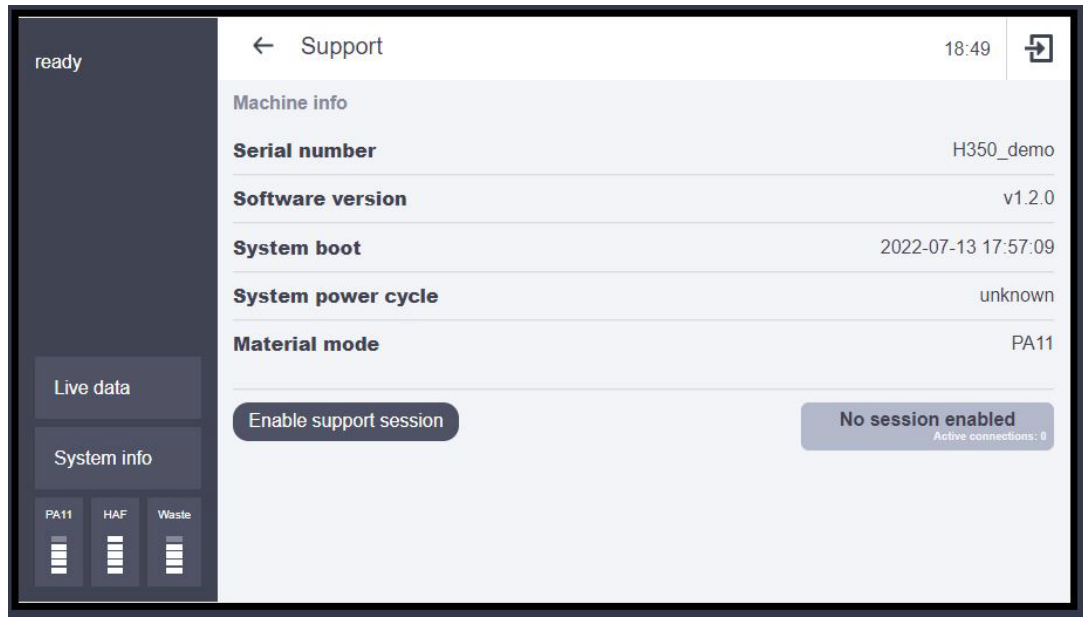 ready
← Support
18:49
Machine info
Serial number H350_demo
Software version v1.2.0
System boot 2022-07-13 17:57:09
System power cycle unknown
Material mode PA11
Enable support session
No session enabled
Active connections: 0
Live data
System info
PA11 HAF Waste